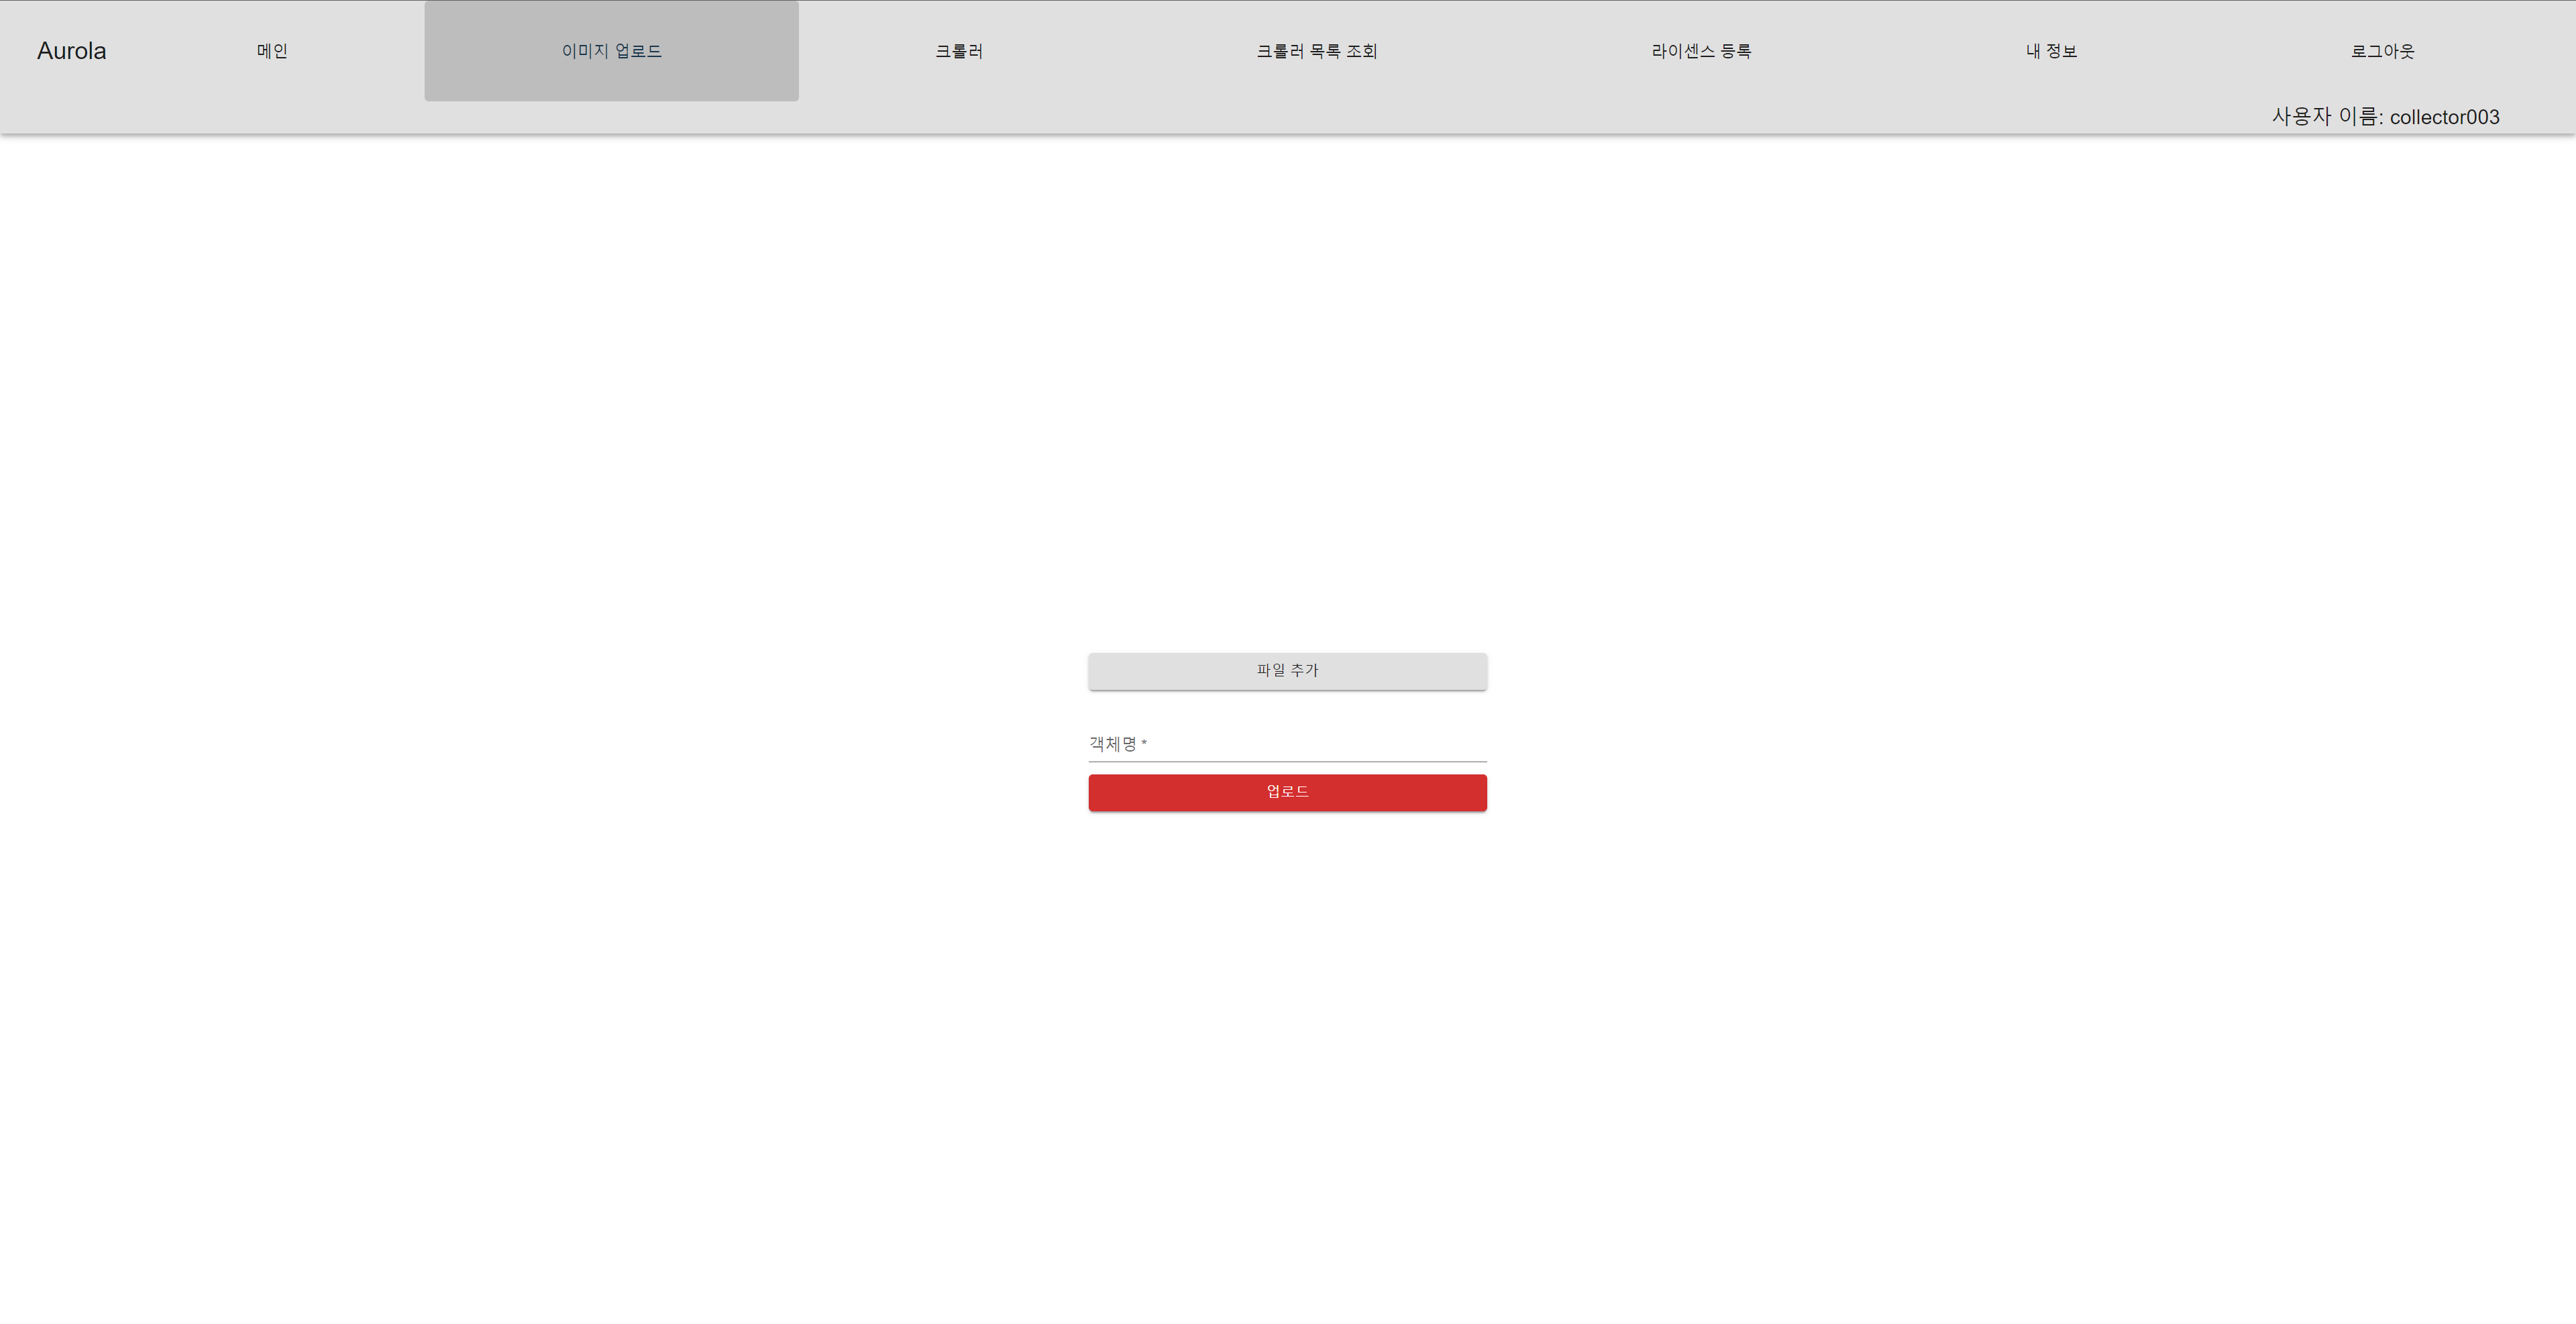 Aurola 메인 이미지 업로드 크롤러 크롤러 목록 조회 라이센스 등록 내 정보 로그아웃
사용자 이름: collector003
파일 추가
객체명 *
업로드